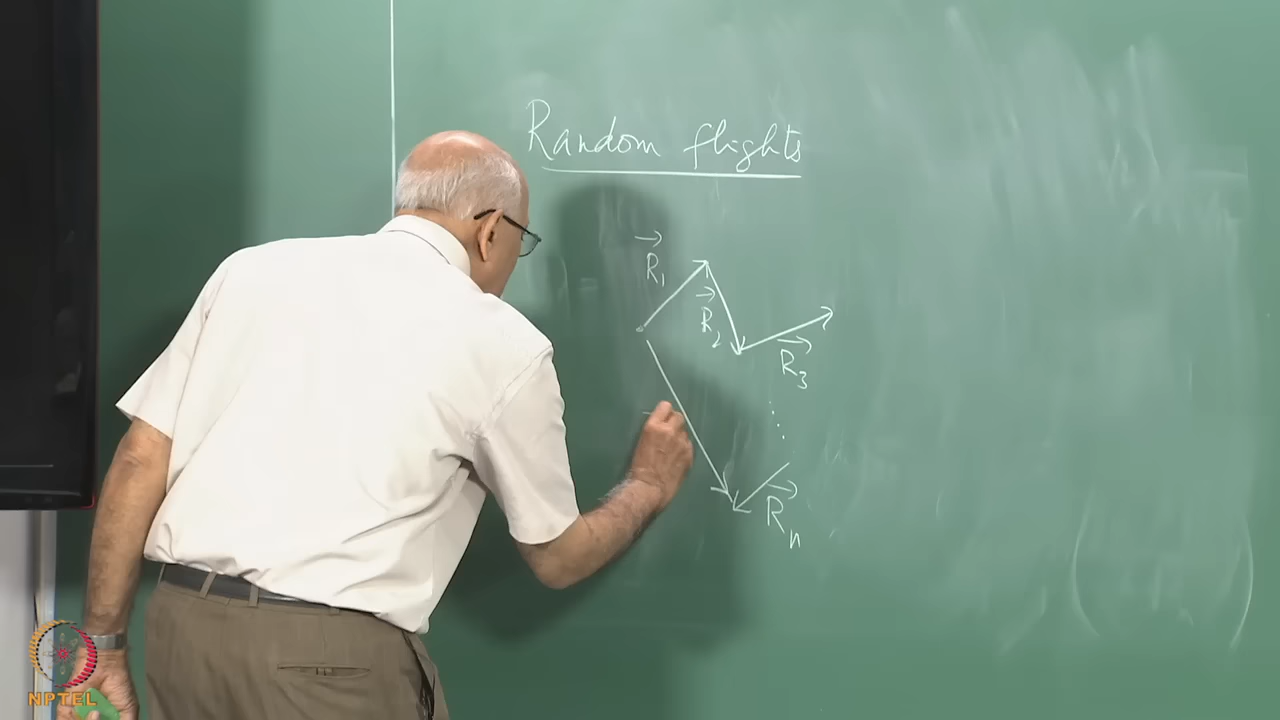 Random flights
R₁
R₂
R₃
Rₙ
NPTEL